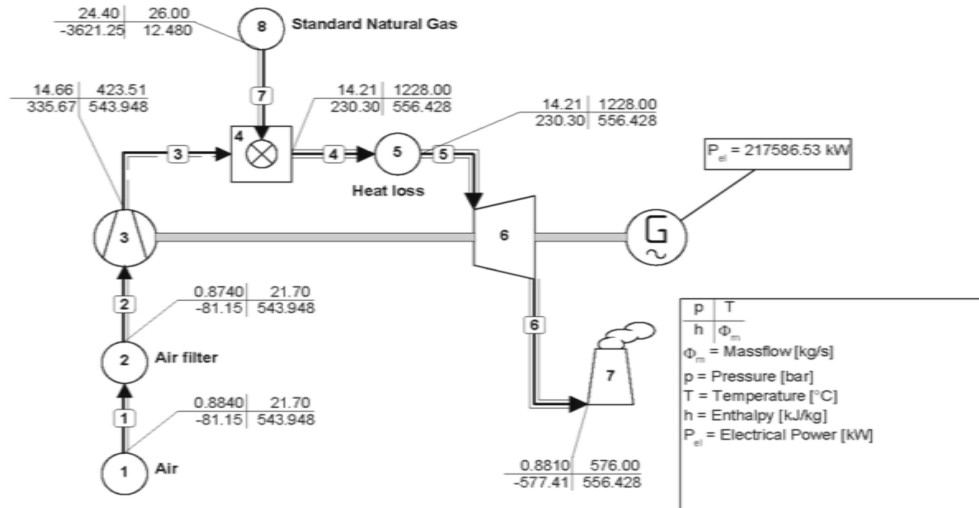 24.40 26.00
-3621.25 12.480
8 Standard Natural Gas
14.66 423.51
335.67 543.948
7
14.21 1228.00
230.30 556.428
14.21 1228.00
230.30 556.428
4
3
4
5
5
Heat loss
P_el = 217586.53 kW
3
6
G
~
2
0.8740 21.70
-81.15 543.948
2 Air filter
6
7
1
0.8840 21.70
-81.15 543.948
1 Air
0.8810 576.00
-577.41 556.428
p T
h Φ_m
Φ_m = Massflow [kg/s]
p = Pressure [bar]
T = Temperature [°C]
h = Enthalpy [kJ/kg]
P_el = Electrical Power [kW]